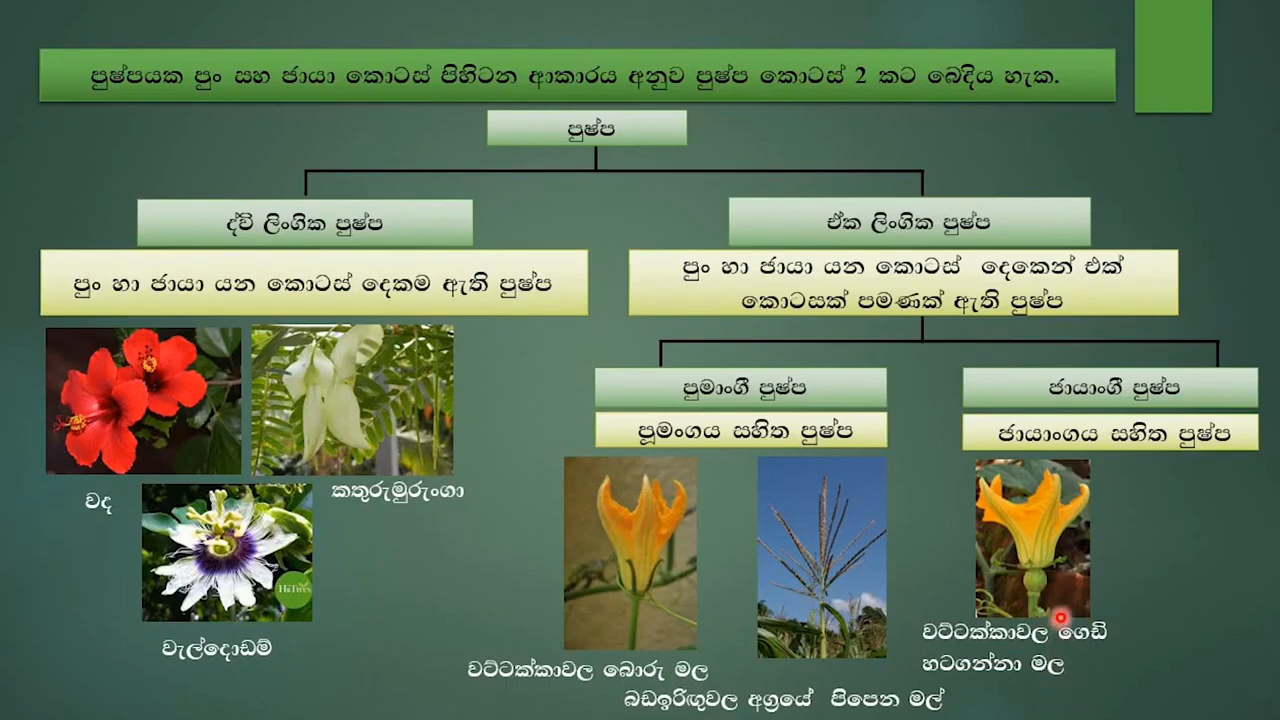 පුෂ්පයක පුං සහ ජායා කොටස් පිහිටන ආකාරය අනුව පුෂ්ප කොටස් 2 කට බෙදිය හැක.
පුෂ්ප
ද්වි ලිංගික පුෂ්ප
ඒක ලිංගික පුෂ්ප
පුං හා ජායා යන කොටස් දෙකම ඇති පුෂ්ප
පුං හා ජායා යන කොටස් දෙකෙන් එක්
කොටසක් පමණක් ඇති පුෂ්ප
පුමාංගී පුෂ්ප
ජායාංගී පුෂ්ප
පූමංගය සහිත පුෂ්ප
ජායාංගය සහිත පුෂ්ප
වද
කතුරුමුරුංගා
වැල්දොඩම්
වට්ටක්කාවල බොරු මල
බඩඉරිඟුවල අග්‍රයේ පිපෙන මල්
වට්ටක්කාවල ගෙඩි
හටගන්නා මල